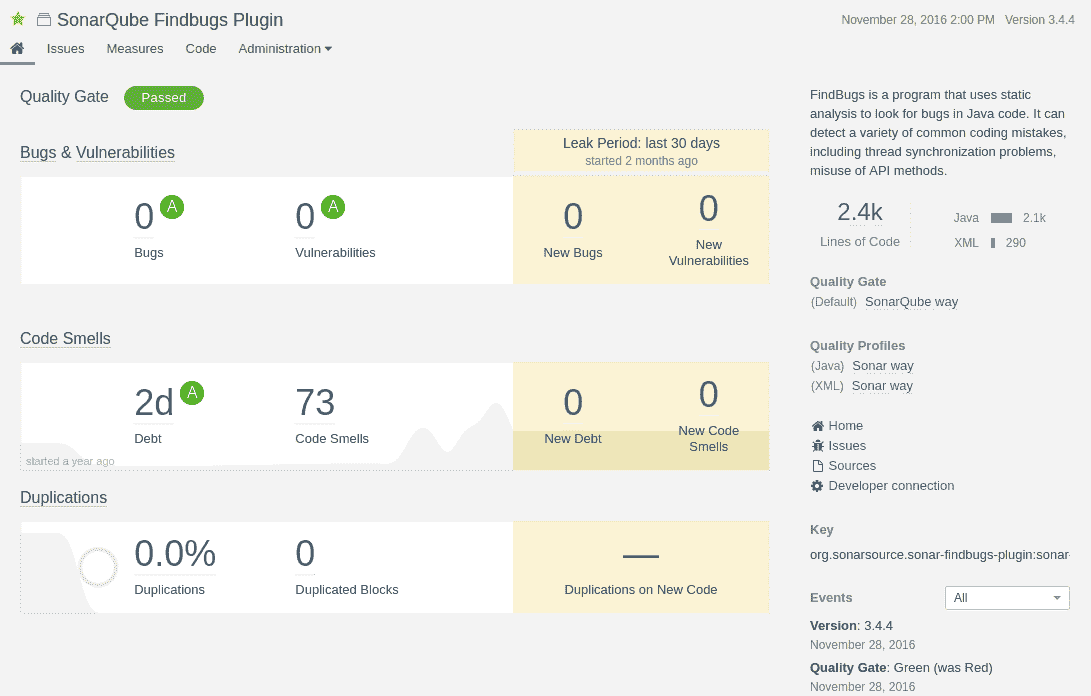 SonarQube Findbugs Plugin
November 28, 2016 2:00 PM Version 3.4.4
Issues Measures Code Administration
Quality Gate Passed
Bugs & Vulnerabilities
Leak Period: last 30 days
started 2 months ago
0 A
Bugs
0 A
Vulnerabilities
0
New Bugs
0
New
Vulnerabilities
Code Smells
2d A
Debt
73
Code Smells
started a year ago
0
New Debt
0
New Code
Smells
Duplications
0.0%
Duplications
0
Duplicated Blocks
—
Duplications on New Code
FindBugs is a program that uses static
analysis to look for bugs in Java code. It can
detect a variety of common coding mistakes,
including thread synchronization problems,
misuse of API methods.
2.4k
Lines of Code
Java 2.1k
XML 290
Quality Gate
(Default) SonarQube way
Quality Profiles
(Java) Sonar way
(XML) Sonar way
Home
Issues
Sources
Developer connection
Key
org.sonarsource.sonar-findbugs-plugin:sonar-
Events All
Version: 3.4.4
November 28, 2016
Quality Gate: Green (was Red)
November 28, 2016